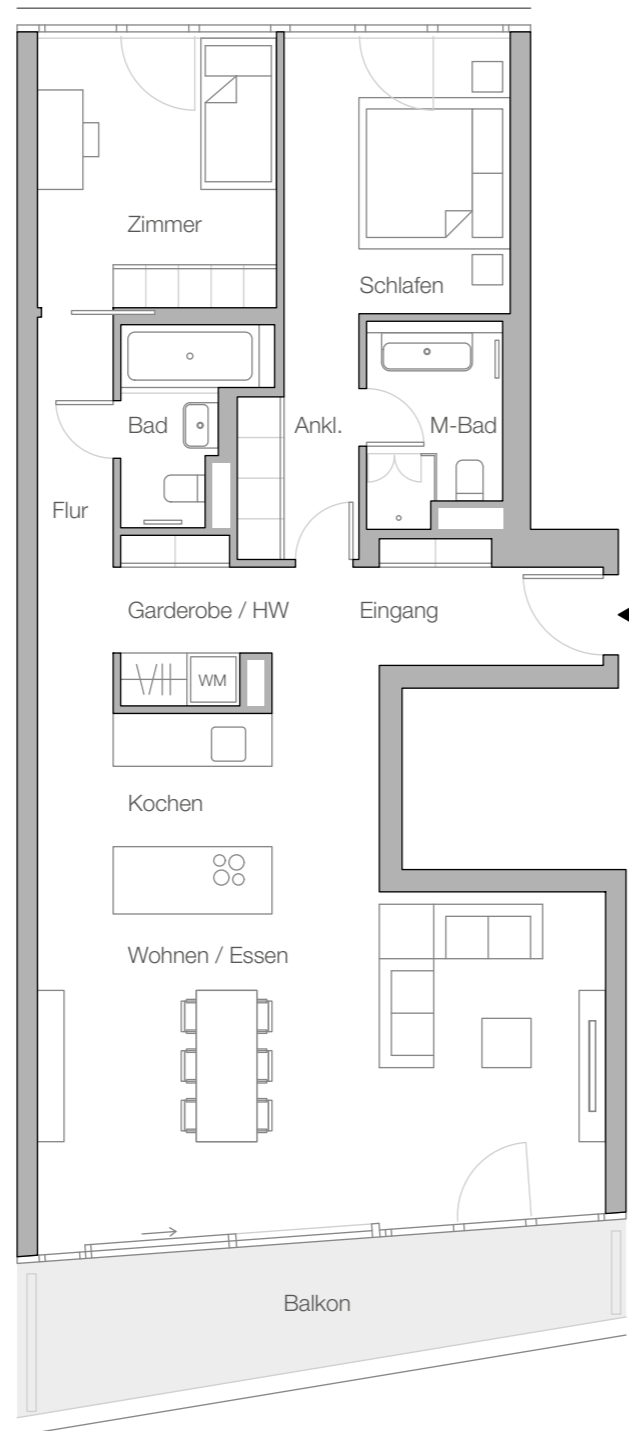 Zimmer
Schlafen
Bad
Ankl.
M-Bad
Flur
Garderobe / HW
Eingang
WM
Kochen
Wohnen / Essen
Balkon